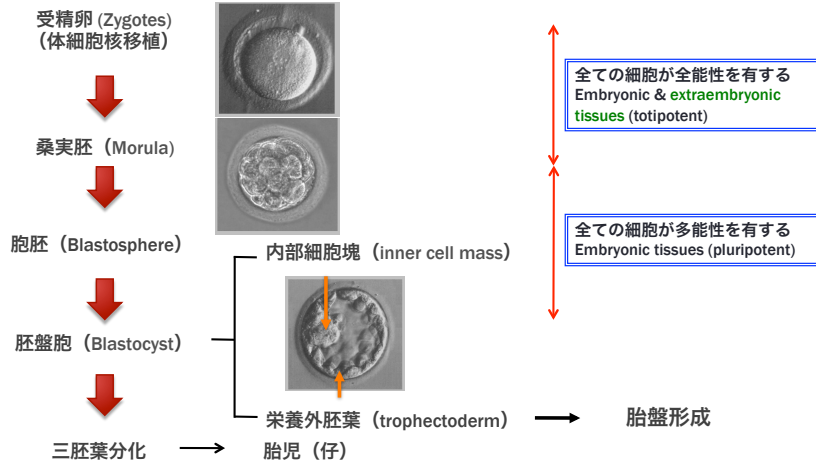 受精卵 (Zygotes)
（体細胞核移植）
全ての細胞が全能性を有する
Embryonic & extraembryonic
tissues (totipotent)
桑実胚（Morula)
全ての細胞が多能性を有する
Embryonic tissues (pluripotent)
胞胚（Blastosphere）
内部細胞塊（inner cell mass）
胚盤胞（Blastocyst）
栄養外胚葉（trophectoderm）
胎盤形成
三胚葉分化
胎児（仔）